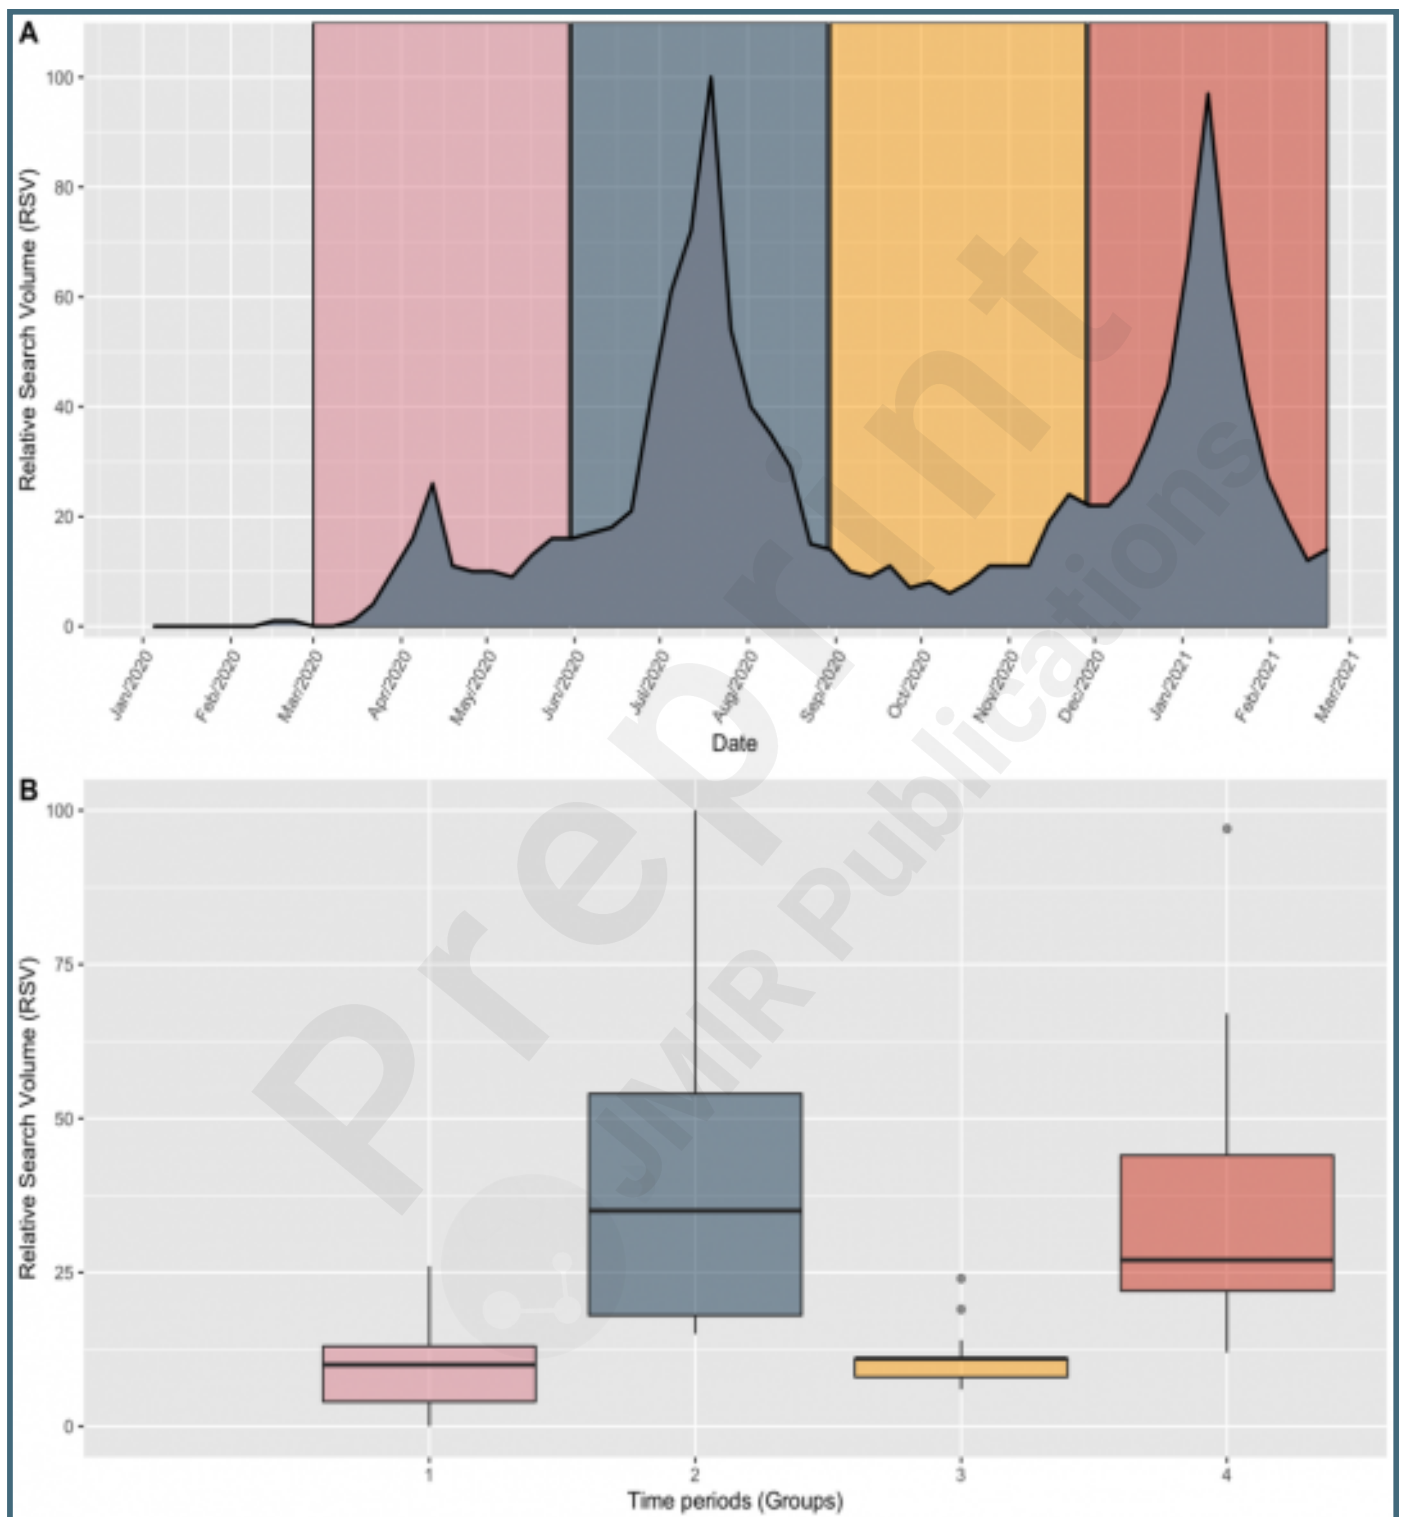 A
Relative Search Volume (RSV)
100
80
60
40
20
0
Jan/2020
Feb/2020
Mar/2020
Apr/2020
May/2020
Jun/2020
Jul/2020
Aug/2020
Sep/2020
Oct/2020
Nov/2020
Dec/2020
Jan/2021
Feb/2021
Mar/2021
Date
B
Relative Search Volume (RSV)
100
75
50
25
0
1
2
3
4
Time periods (Groups)
Preprint
JMIR Publications